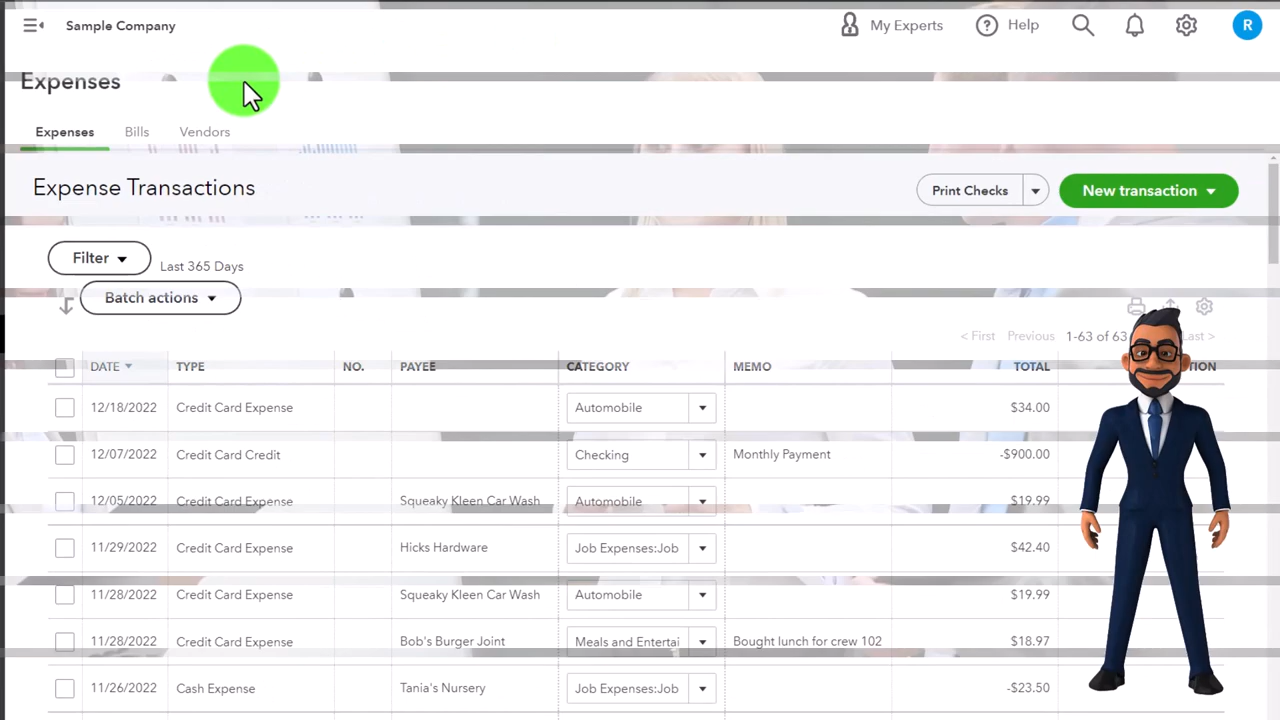 Sample Company My Experts Help R
Expenses
Expenses Bills Vendors
Expense Transactions Print Checks New transaction
Filter Last 365 Days
Batch actions
< First Previous 1-63 of 63 Last >
DATE TYPE NO. PAYEE CATEGORY MEMO TOTAL
12/18/2022 Credit Card Expense Automobile $34.00
12/07/2022 Credit Card Credit Checking Monthly Payment -$900.00
12/05/2022 Credit Card Expense Squeaky Kleen Car Wash Automobile $19.99
11/29/2022 Credit Card Expense Hicks Hardware Job Expenses:Job $42.40
11/28/2022 Credit Card Expense Squeaky Kleen Car Wash Automobile $19.99
11/28/2022 Credit Card Expense Bob's Burger Joint Meals and Entertai Bought lunch for crew 102 $18.97
11/26/2022 Cash Expense Tania's Nursery Job Expenses:Job -$23.50